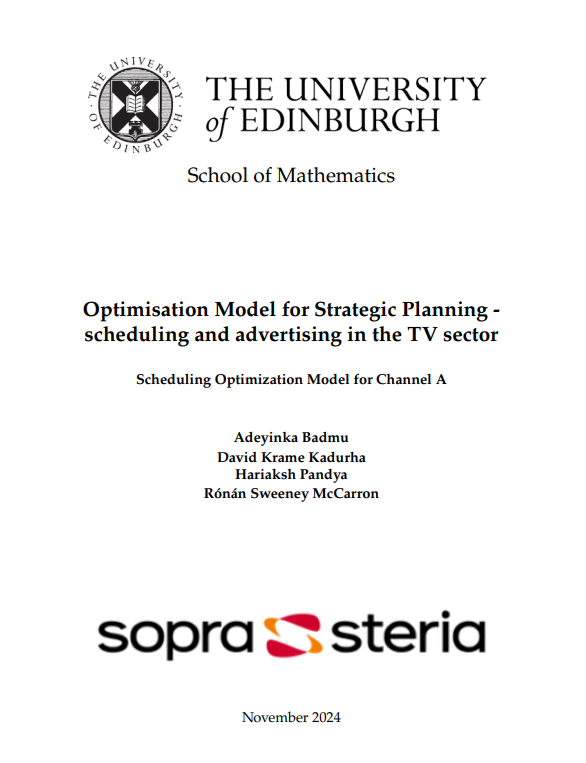 THE UNIVERSITY OF EDINBURGH
THE UNIVERSITY
of EDINBURGH
School of Mathematics
Optimisation Model for Strategic Planning -
scheduling and advertising in the TV sector
Scheduling Optimization Model for Channel A
Adeyinka Badmu
David Krame Kadurha
Hariaksh Pandya
Rónán Sweeney McCarron
sopra steria
November 2024